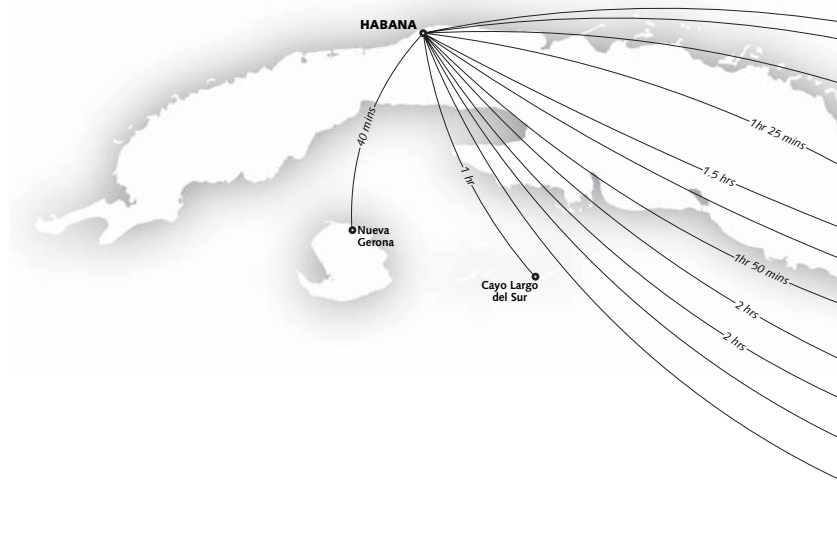 HABANA
40 mins
1hr 25 mins
1 hr
1.5 hrs
Nueva
Gerona
1hr 50 mins
Cayo Largo
del Sur
2 hrs
2 hrs